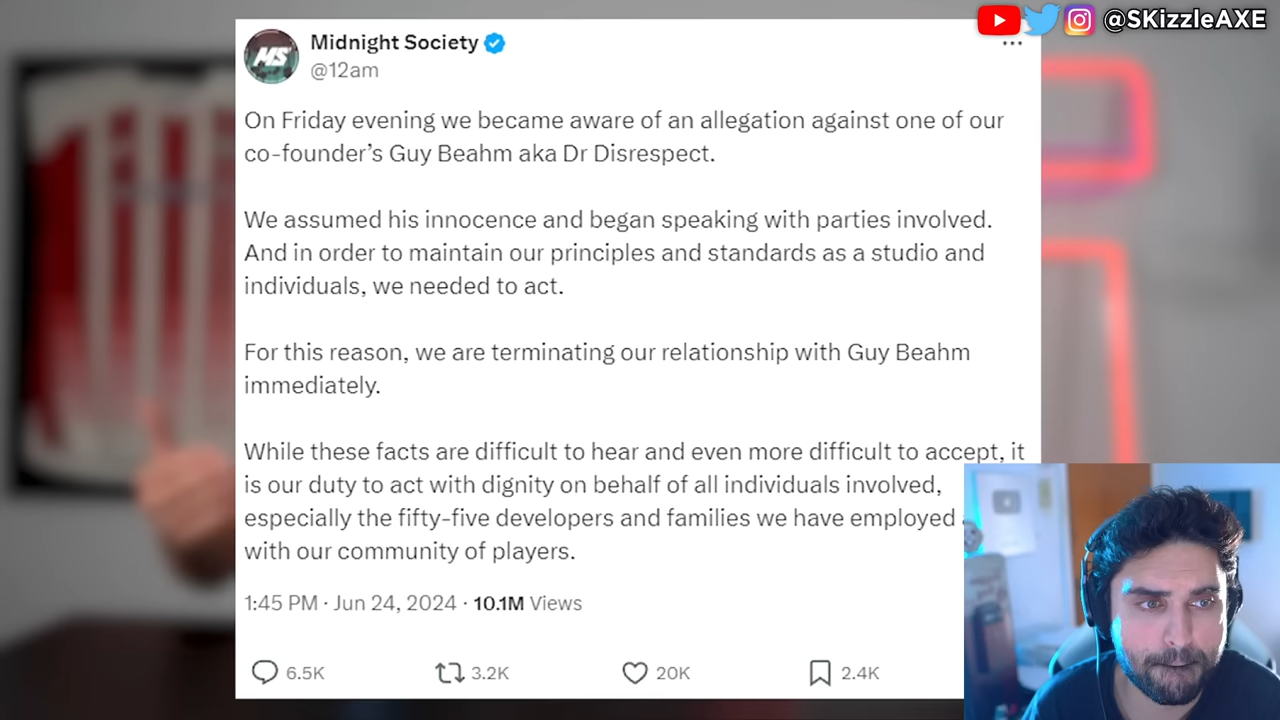 @SKizzleAXE
MS
Midnight Society
@12am
On Friday evening we became aware of an allegation against one of our
co-founder's Guy Beahm aka Dr Disrespect.
We assumed his innocence and began speaking with parties involved.
And in order to maintain our principles and standards as a studio and
individuals, we needed to act.
For this reason, we are terminating our relationship with Guy Beahm
immediately.
While these facts are difficult to hear and even more difficult to accept, it
is our duty to act with dignity on behalf of all individuals involved,
especially the fifty-five developers and families we have employed
with our community of players.
1:45 PM · Jun 24, 2024 · 10.1M Views
6.5K 3.2K 20K 2.4K